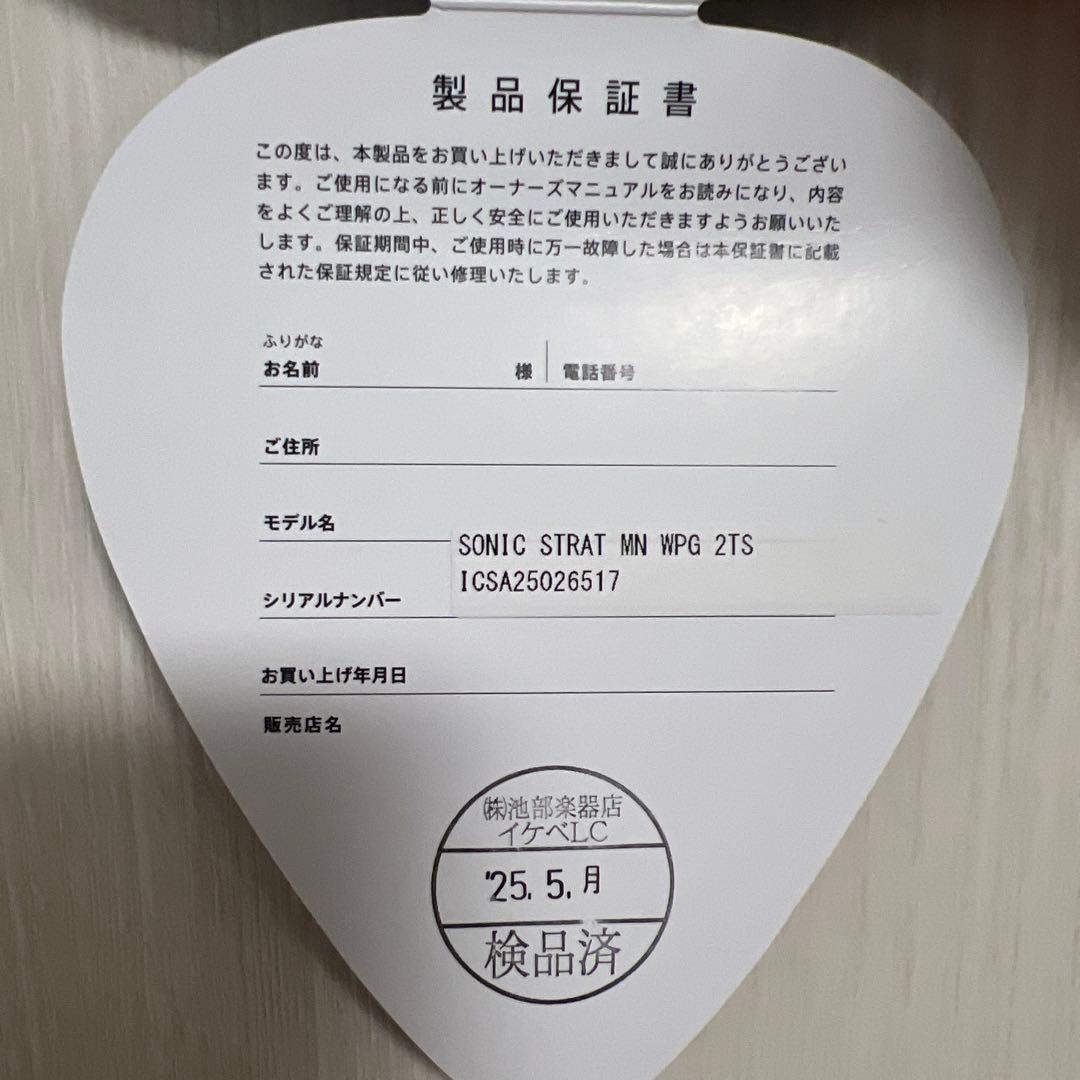 製品保証書
この度は、本製品をお買い上げいただきまして誠にありがとうござい
ます。ご使用になる前にオーナーズマニュアルをお読みになり、内容
をよくご理解の上、正しく安全にご使用いただきますようお願いいた
します。保証期間中、ご使用時に万一故障した場合は本保証書に記載
された保証規定に従い修理いたします。
ふりがな
お名前 様 電話番号
ご住所
モデル名
SONIC STRAT MN WPG 2TS
ICSA25026517
シリアルナンバー
お買い上げ年月日
販売店名
㈱池部楽器店
イケベLC
'25. 5. 月
検品済